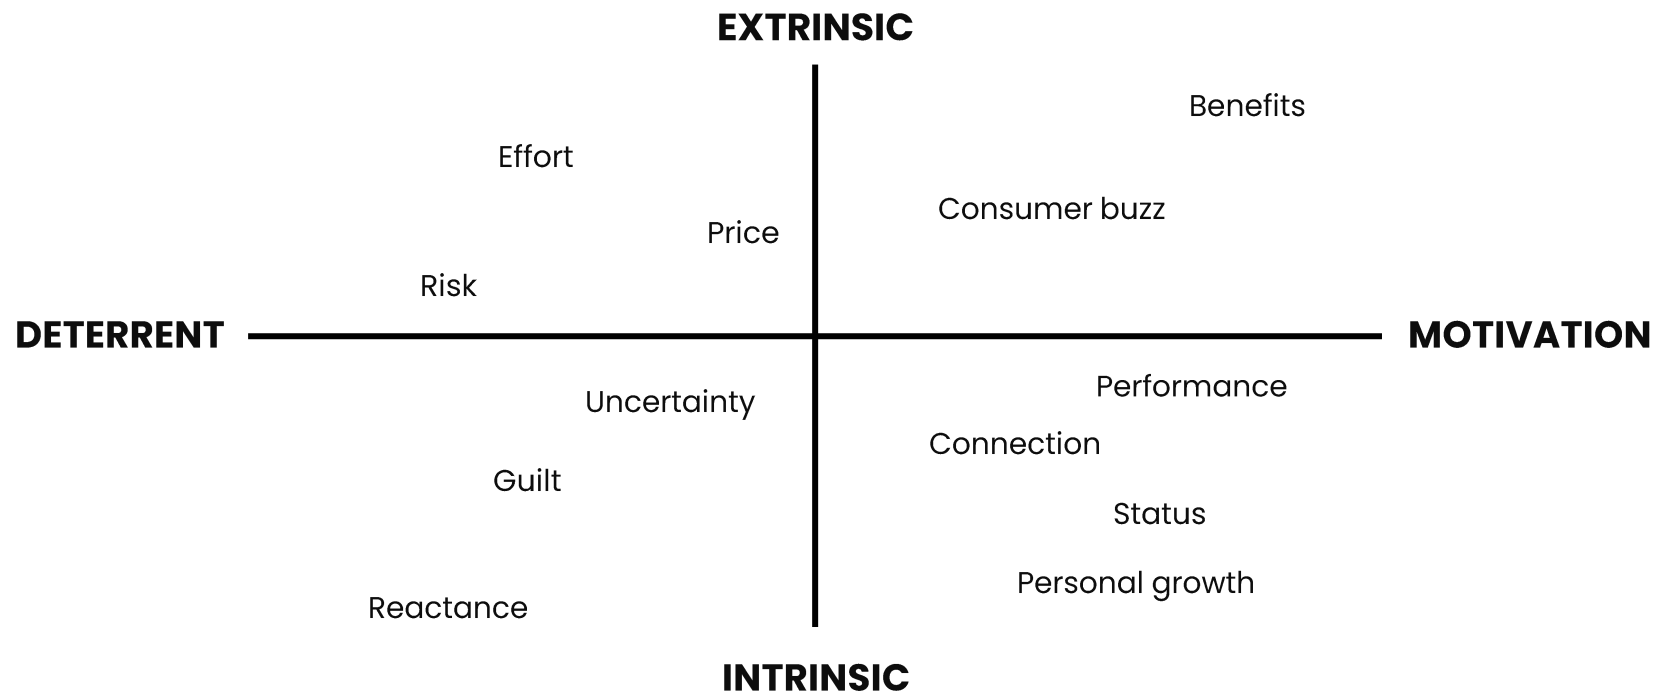 EXTRINSIC
Benefits
Effort
Consumer buzz
Price
Risk
DETERRENT
MOTIVATION
Performance
Uncertainty
Connection
Guilt
Status
Personal growth
Reactance
INTRINSIC